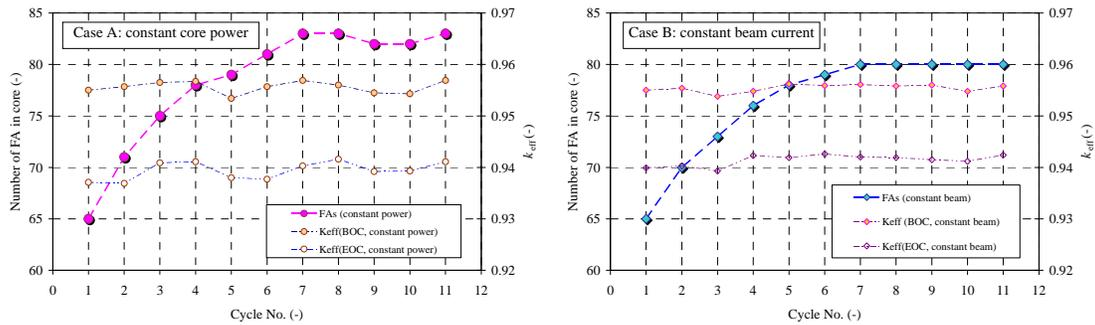 Case A: constant core power
85
80
75
70
65
60
Number of FA in core (-)
0.97
0.96
0.95
0.94
0.93
0.92
k eff (-)
FAs (constant power)
Keff(BOC, constant power)
Keff(EOC, constant power)
0 1 2 3 4 5 6 7 8 9 10 11 12
Cycle No. (-)
Case B: constant beam current
85
80
75
70
65
60
Number of FA in core (-)
0.97
0.96
0.95
0.94
0.93
0.92
k eff (-)
FAs (constant beam)
Keff (BOC, constant beam)
Keff(EOC, constant beam)
0 1 2 3 4 5 6 7 8 9 10 11 12
Cycle No. (-)